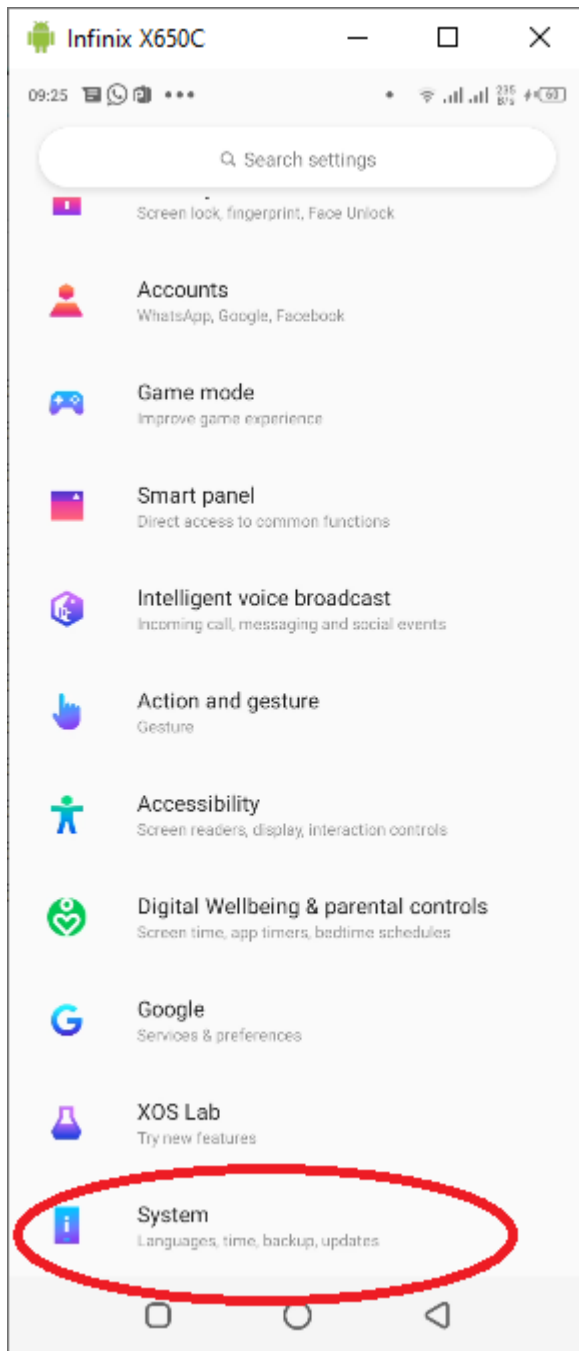 Infinix X650C
09:25
235
B/s
60
Search settings
Screen lock, fingerprint, Face Unlock
Accounts
WhatsApp, Google, Facebook
Game mode
Improve game experience
Smart panel
Direct access to common functions
Intelligent voice broadcast
Incoming call, messaging and social events
Action and gesture
Gesture
Accessibility
Screen readers, display, interaction controls
Digital Wellbeing & parental controls
Screen time, app timers, bedtime schedules
Google
Services & preferences
XOS Lab
Try new features
System
Languages, time, backup, updates